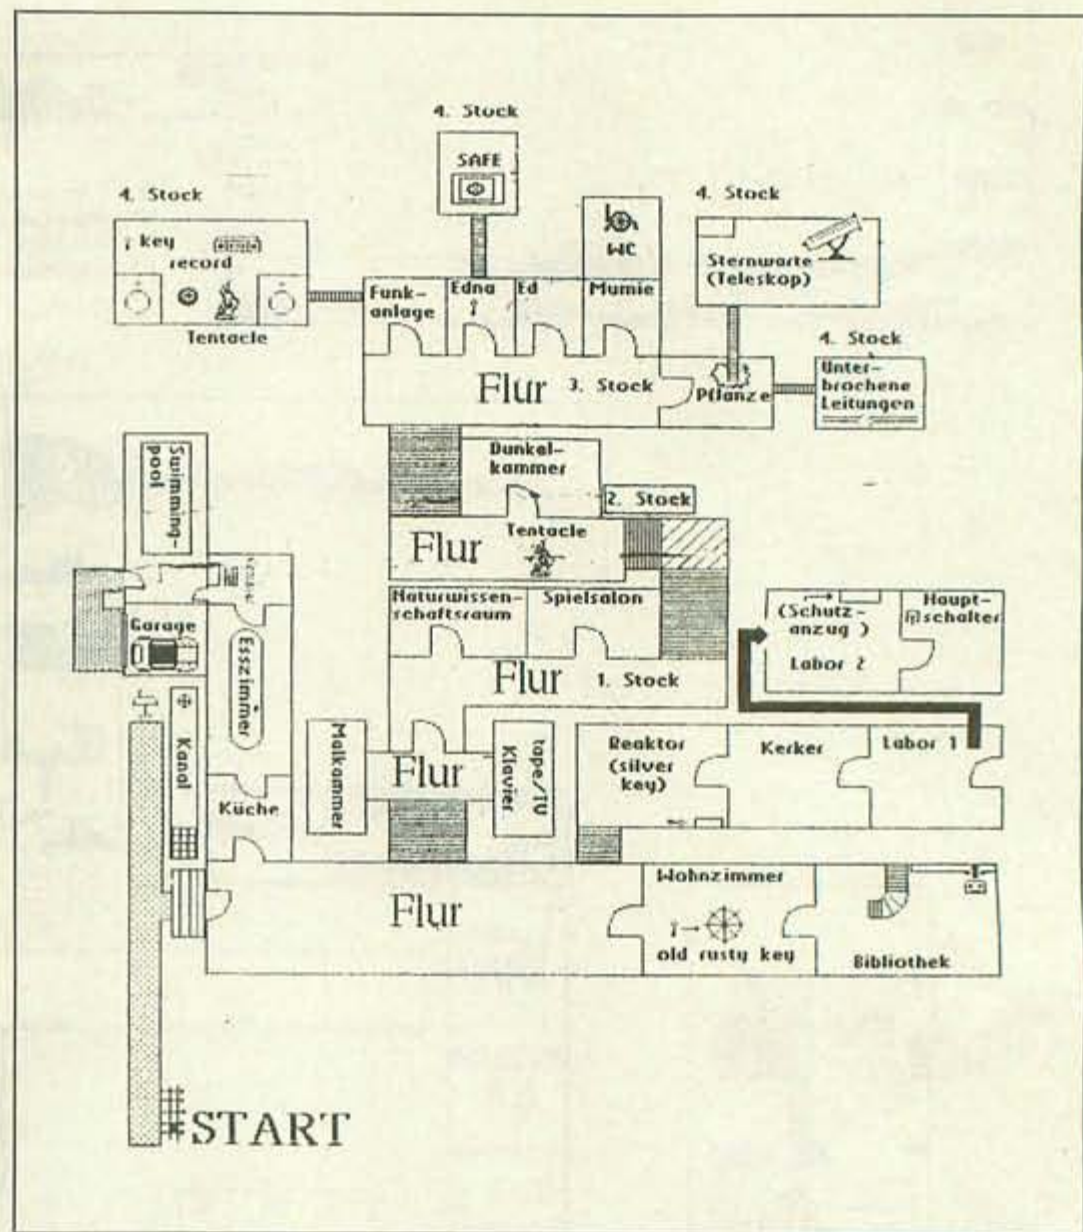 4. Stock
SAFE
4. Stock
key
record
Tentacle
4. Stock
WC
Sternwarte
(Teleskop)
Funk-
anlage
Edna
Ed
Mumie
Flur
3. Stock
Pflanze
4. Stock
Unter-
brochene
Leitungen
Dunkel-
kammer
2. Stock
Flur
Tentacle
Swimming-
pool
Naturwissen-
schaftsraum
Spielsalon
Flur
1. Stock
(Schutz-
anzug )
Labor 2
Haupt-
schalter
Garage
Esszimmer
Kanal
Küche
Malkammer
Flur
tape/TV
Klavier
Reaktor
(silver
key)
Kerker
Labor 1
Flur
Wohnzimmer
old rusty key
Bibliothek
START